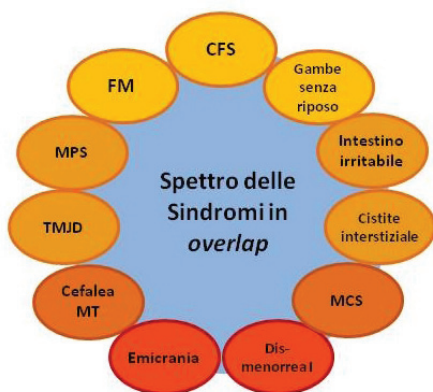 CFS
Gambe
senza
riposo
Intestino
irritabile
Cistite
interstiziale
MCS
Dis-
menorrea I
Emicrania
Cefalea
MT
TMJD
MPS
FM
Spettro delle
Sindromi in
overlap